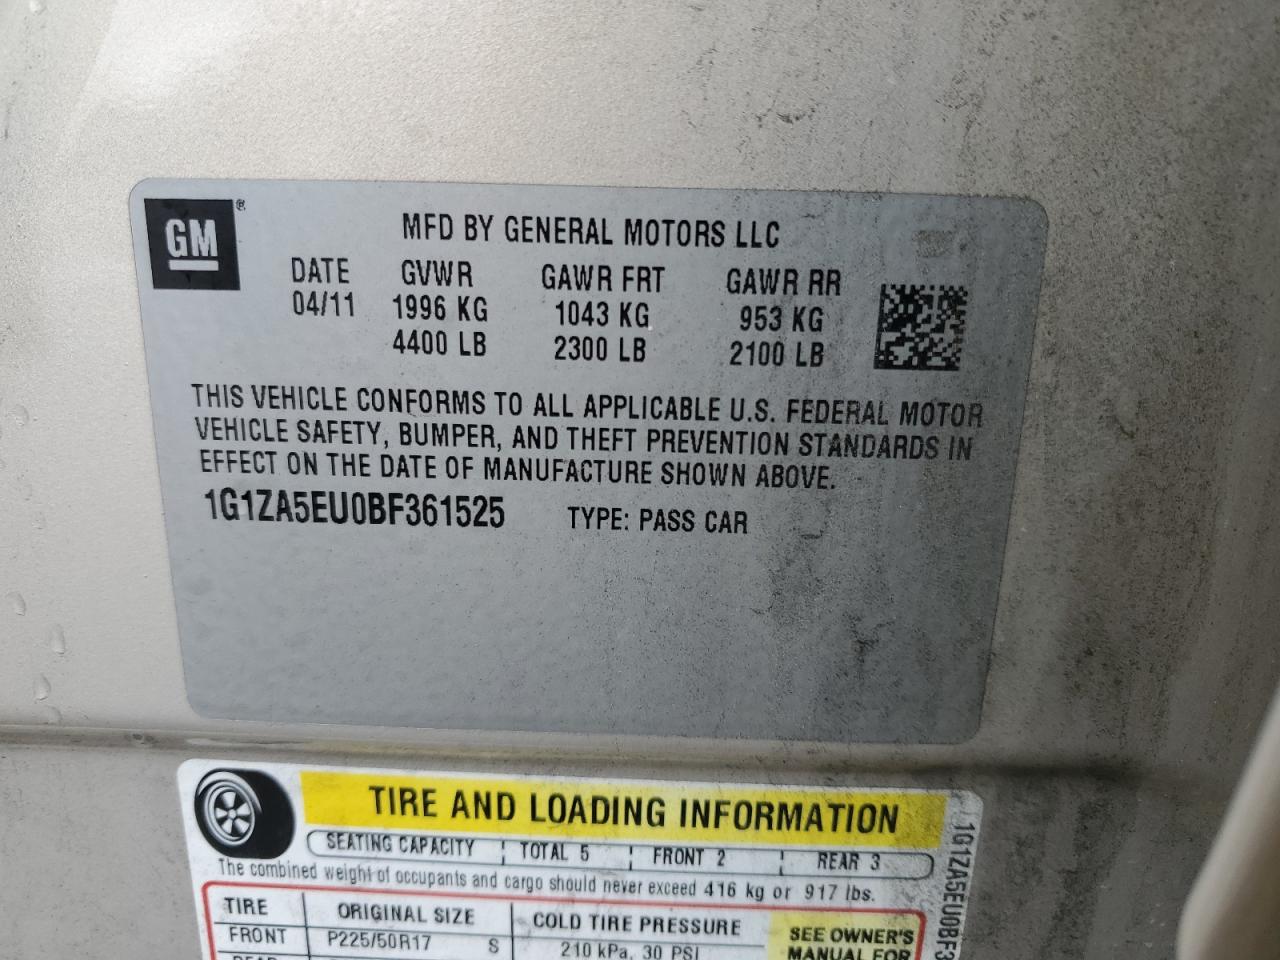 GM®
MFD BY GENERAL MOTORS LLC
DATE GVWR GAWR FRT GAWR RR
04/11 1996 KG 1043 KG 953 KG
4400 LB 2300 LB 2100 LB
THIS VEHICLE CONFORMS TO ALL APPLICABLE U.S. FEDERAL MOTOR
VEHICLE SAFETY, BUMPER, AND THEFT PREVENTION STANDARDS IN
EFFECT ON THE DATE OF MANUFACTURE SHOWN ABOVE.
1G1ZA5EU0BF361525 TYPE: PASS CAR
TIRE AND LOADING INFORMATION
SEATING CAPACITY TOTAL 5 FRONT 2 REAR 3
The combined weight of occupants and cargo should never exceed 416 kg or 917 lbs.
TIRE ORIGINAL SIZE COLD TIRE PRESSURE
FRONT P225/50R17 S 210 kPa, 30 PSI
SEE OWNER'S
MANUAL FOR
1G1ZA5EU0BF3